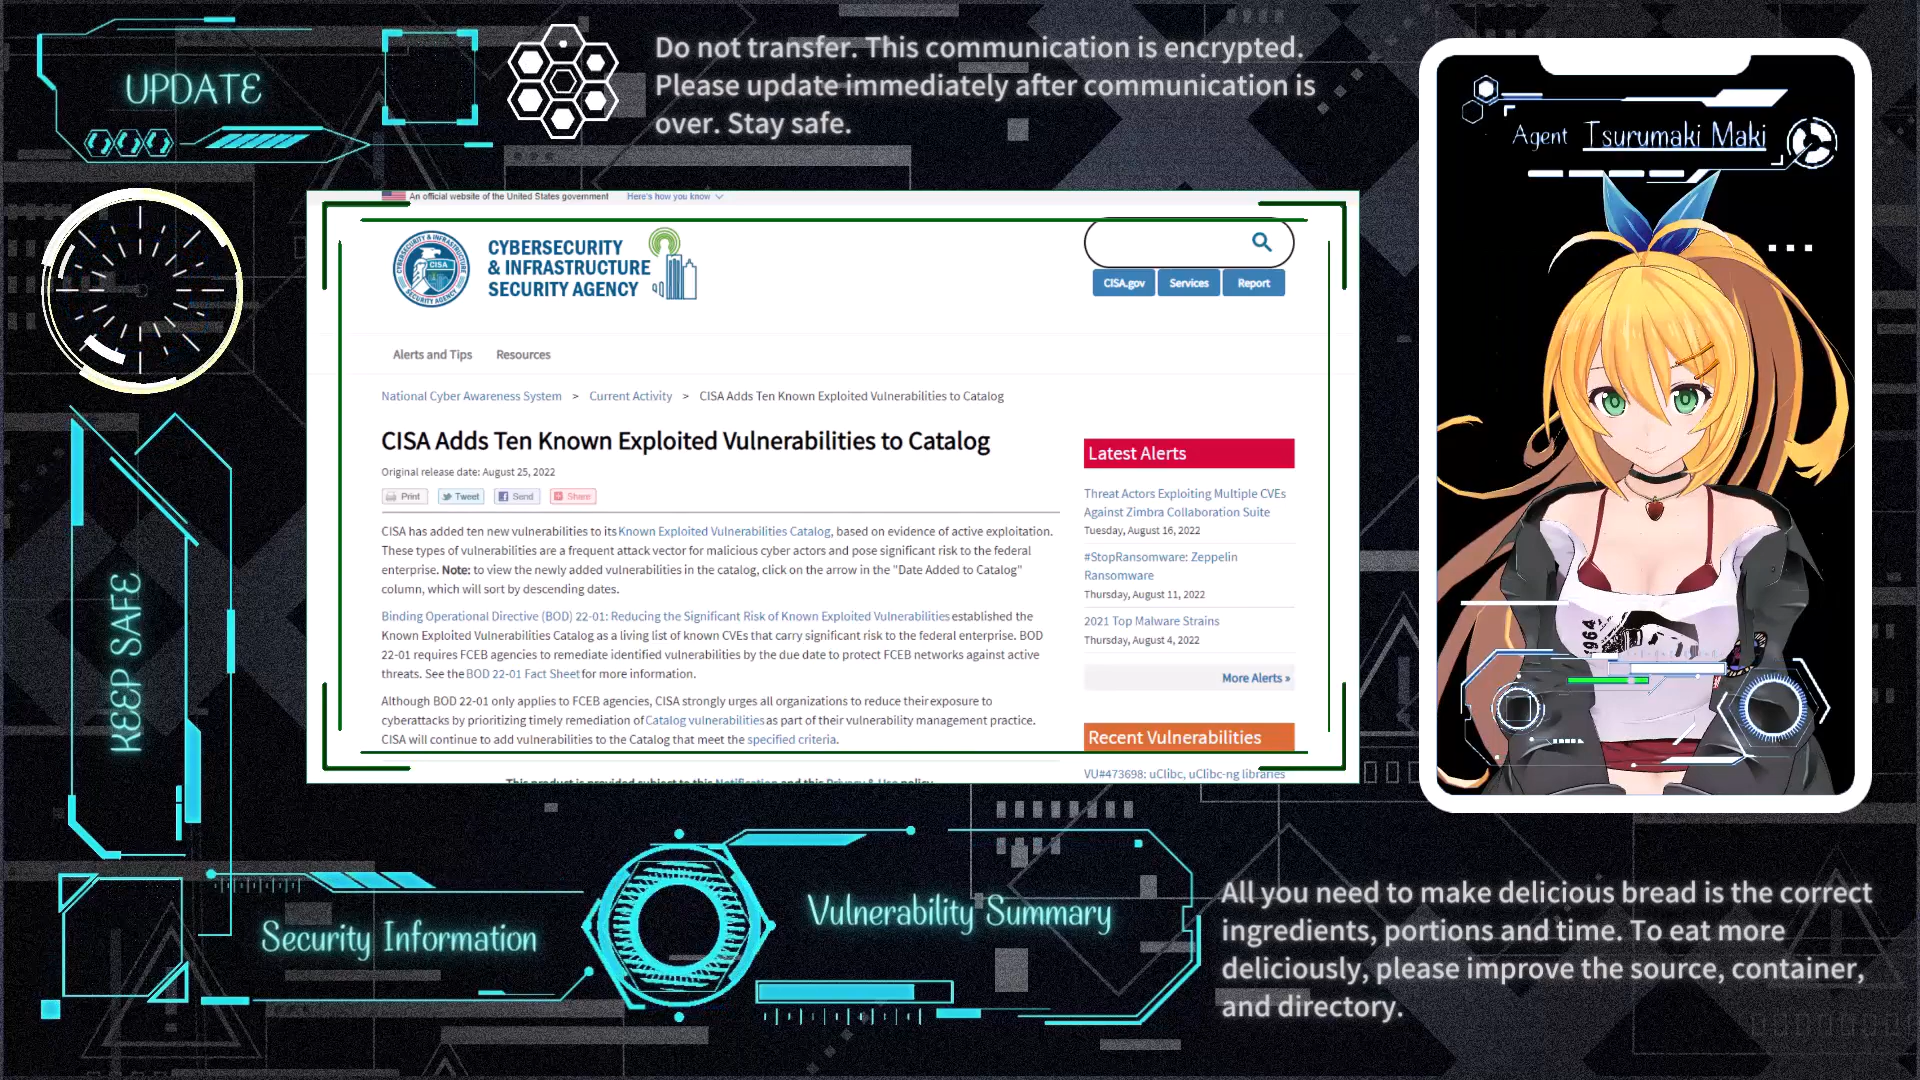 UPDATE
Do not transfer. This communication is encrypted.
Please update immediately after communication is
over. Stay safe.
Agent Tsurumaki Maki
An official website of the United States government Here's how you know
CYBERSECURITY
& INFRASTRUCTURE
SECURITY AGENCY
CISA
CISA.gov Services Report
Alerts and Tips Resources
National Cyber Awareness System > Current Activity > CISA Adds Ten Known Exploited Vulnerabilities to Catalog
CISA Adds Ten Known Exploited Vulnerabilities to Catalog
Original release date: August 25, 2022
Print Tweet Send Share
CISA has added ten new vulnerabilities to its Known Exploited Vulnerabilities Catalog, based on evidence of active exploitation.
These types of vulnerabilities are a frequent attack vector for malicious cyber actors and pose significant risk to the federal
enterprise. Note: to view the newly added vulnerabilities in the catalog, click on the arrow in the "Date Added to Catalog"
column, which will sort by descending dates.
Binding Operational Directive (BOD) 22-01: Reducing the Significant Risk of Known Exploited Vulnerabilities established the
Known Exploited Vulnerabilities Catalog as a living list of known CVEs that carry significant risk to the federal enterprise. BOD
22-01 requires FCEB agencies to remediate identified vulnerabilities by the due date to protect FCEB networks against active
threats. See the BOD 22-01 Fact Sheet for more information.
Although BOD 22-01 only applies to FCEB agencies, CISA strongly urges all organizations to reduce their exposure to
cyberattacks by prioritizing timely remediation of Catalog vulnerabilities as part of their vulnerability management practice.
CISA will continue to add vulnerabilities to the Catalog that meet the specified criteria.
This product is provided subject to this Notification and this Privacy & Use policy.
Latest Alerts
Threat Actors Exploiting Multiple CVEs
Against Zimbra Collaboration Suite
Tuesday, August 16, 2022
#StopRansomware: Zeppelin
Ransomware
Thursday, August 11, 2022
2021 Top Malware Strains
Thursday, August 4, 2022
More Alerts »
Recent Vulnerabilities
VU#473698: uClibc, uClibc-ng libraries
1964
KEEP SAFE
Security Information
Vulnerability Summary
All you need to make delicious bread is the correct
ingredients, portions and time. To eat more
deliciously, please improve the source, container,
and directory.